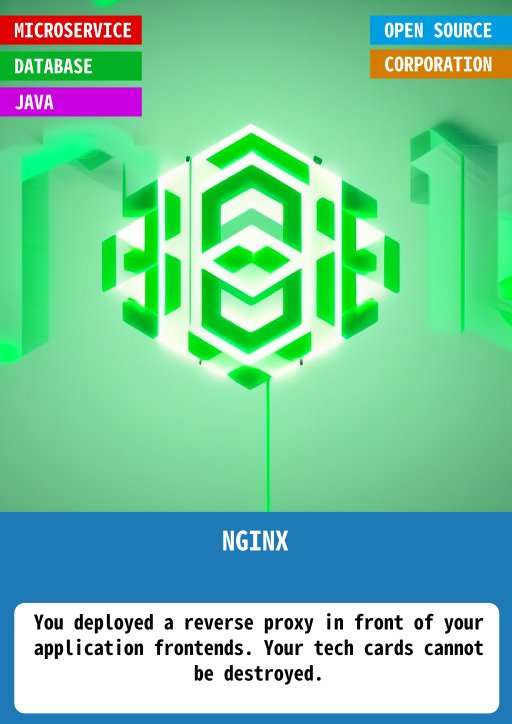 MICROSERVICE
OPEN SOURCE
DATABASE
CORPORATION
JAVA
NGINX
You deployed a reverse proxy in front of your
application frontends. Your tech cards cannot
be destroyed.